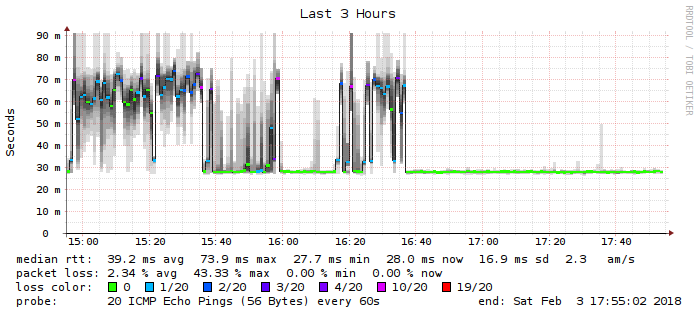 Last 3 Hours
RRDTOOL / TOBI OETIKER
Seconds
90 m
80 m
70 m
60 m
50 m
40 m
30 m
20 m
10 m
0
15:00 15:20 15:40 16:00 16:20 16:40 17:00 17:20 17:40
median rtt: 39.2 ms avg 73.9 ms max 27.7 ms min 28.0 ms now 16.9 ms sd 2.3 am/s
packet loss: 2.34 % avg 43.33 % max 0.00 % min 0.00 % now
loss color: 0 1/20 2/20 3/20 4/20 10/20 19/20
probe: 20 ICMP Echo Pings (56 Bytes) every 60s end: Sat Feb 3 17:55:02 2018